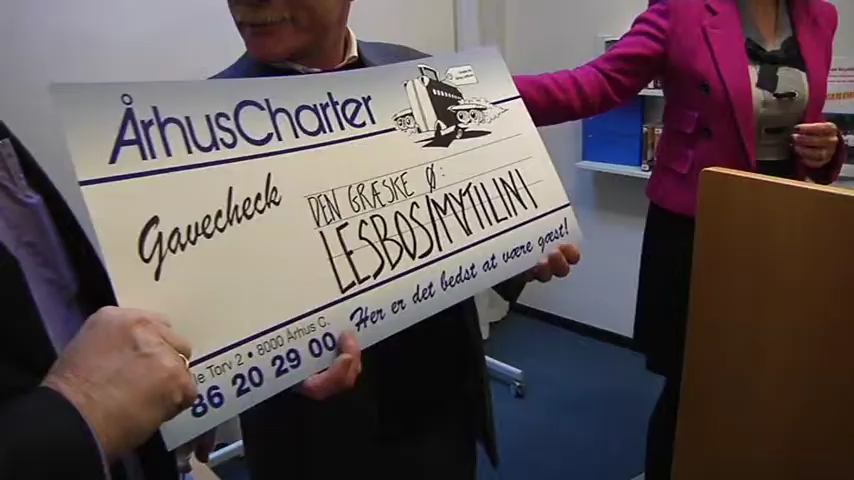 ÅrhusCharter
Gavecheck
DEN GRÆSKE Ø:
LESBOS/MYTILINI
Torv 2 • 8000 Århus C.
86 20 29 00
Her er det bedst at være gæst!